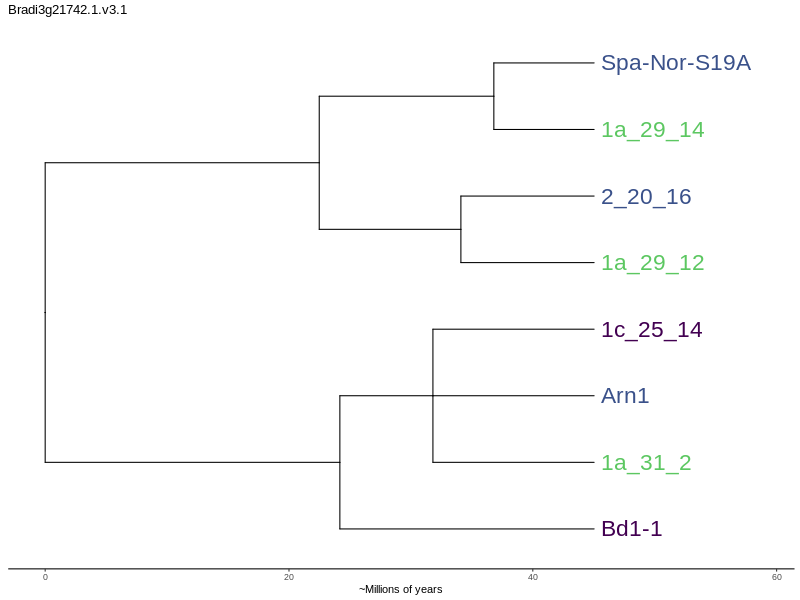 Bradi3g21742.1.v3.1
Spa-Nor-S19A
1a_29_14
2_20_16
1a_29_12
1c_25_14
Arn1
1a_31_2
Bd1-1
0 20 40 60
~Millions of years